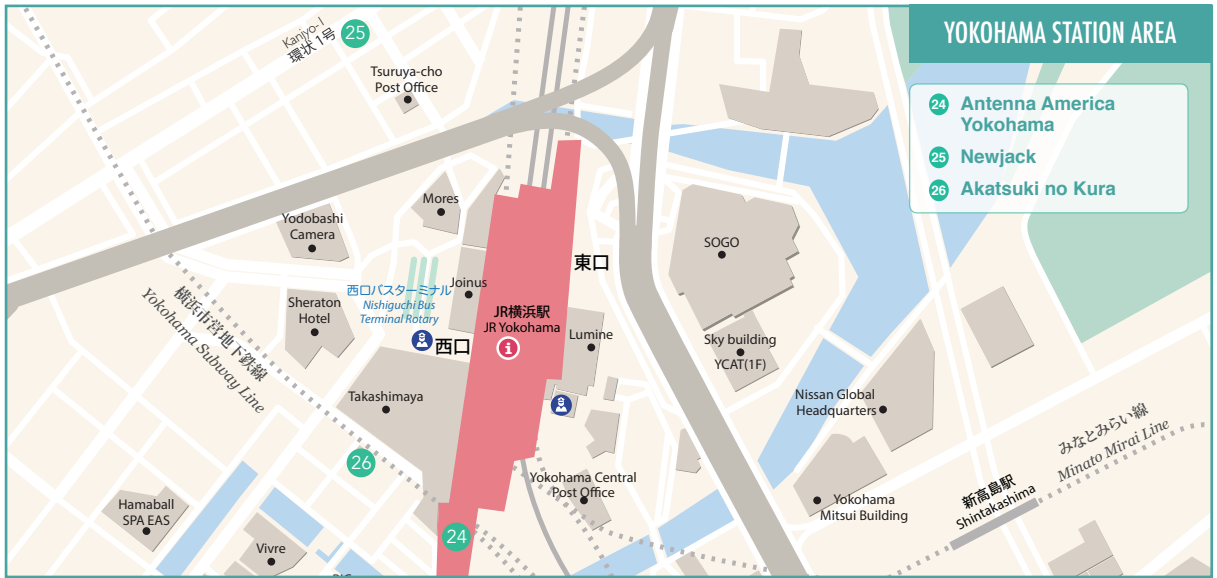 YOKOHAMA STATION AREA
24 Antenna America
Yokohama
25 Newjack
26 Akatsuki no Kura
Kanjyo-1
環状1号
25
Tsuruya-cho
Post Office
Mores
Yodobashi
Camera
SOGO
東口
西口バスターミナル
Nishiguchi Bus
Terminal Rotary
Joinus
JR横浜駅
JR Yokohama
i
横浜市営地下鉄線
Yokohama Subway Line
Sheraton
Hotel
西口
Lumine
Sky building
YCAT(1F)
Takashimaya
Nissan Global
Headquarters
みなとみらい線
Minato Mirai Line
26
Yokohama Central
Post Office
Hamaball
SPA EAS
Yokohama
Mitsui Building
新高島駅
Shintakashima
24
Vivre